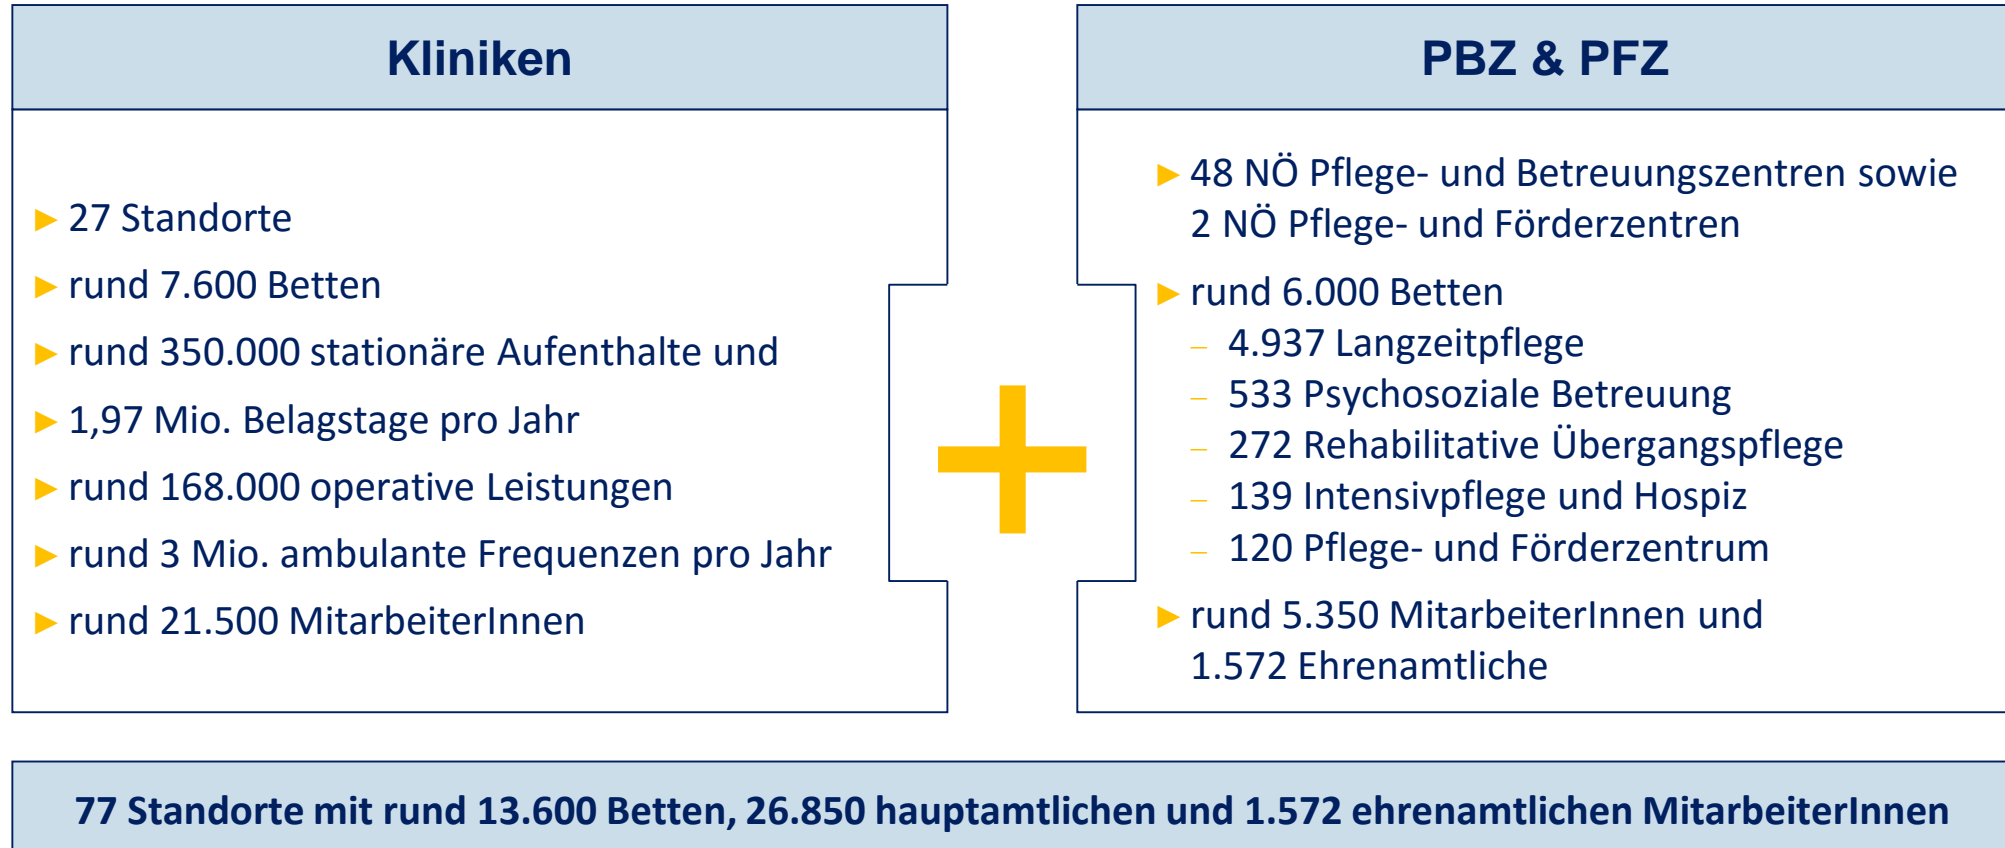 Kliniken
► 27 Standorte
► rund 7.600 Betten
► rund 350.000 stationäre Aufenthalte und
► 1,97 Mio. Belagstage pro Jahr
► rund 168.000 operative Leistungen
► rund 3 Mio. ambulante Frequenzen pro Jahr
► rund 21.500 MitarbeiterInnen
PBZ & PFZ
► 48 NÖ Pflege- und Betreuungszentren sowie
2 NÖ Pflege- und Förderzentren
► rund 6.000 Betten
– 4.937 Langzeitpflege
– 533 Psychosoziale Betreuung
– 272 Rehabilitative Übergangspflege
– 139 Intensivpflege und Hospiz
– 120 Pflege- und Förderzentrum
► rund 5.350 MitarbeiterInnen und
1.572 Ehrenamtliche
77 Standorte mit rund 13.600 Betten, 26.850 hauptamtlichen und 1.572 ehrenamtlichen MitarbeiterInnen